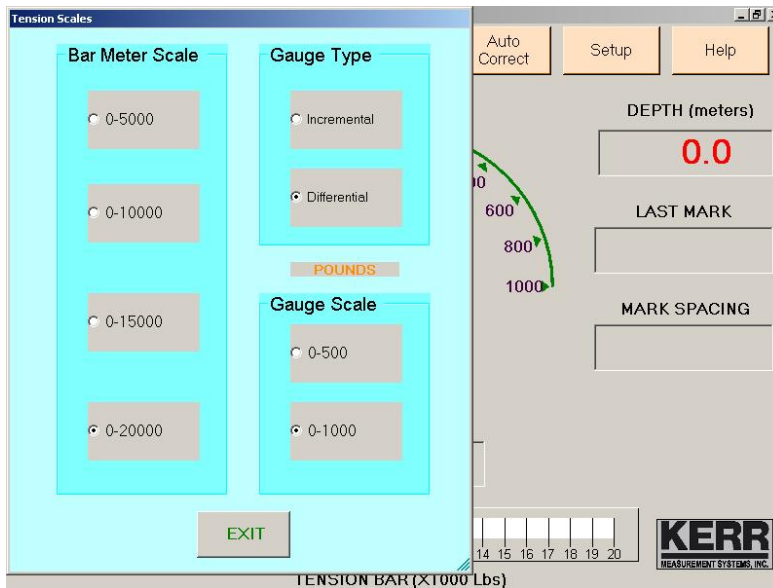 Tension Scales
Bar Meter Scale
0-5000
0-10000
0-15000
0-20000
Gauge Type
Incremental
Differential
POUNDS
Gauge Scale
0-500
0-1000
EXIT
Auto
Correct
Setup
Help
600
800
1000
DEPTH (meters)
0.0
LAST MARK
MARK SPACING
14 15 16 17 18 19 20
TENSION BAR (X1000 Lbs)
KERR
MEASUREMENT SYSTEMS, INC.